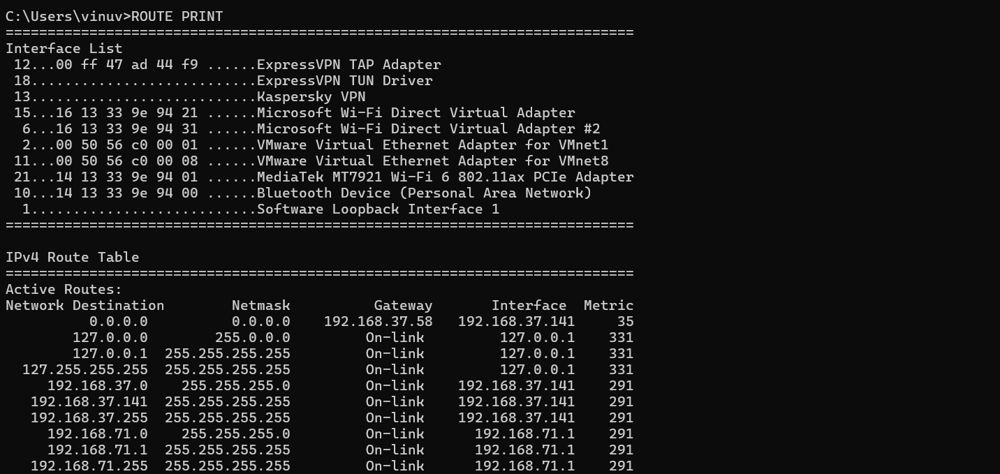 C:\Users\vinuv>ROUTE PRINT
===========================================================================
Interface List
 12...00 ff 47 ad 44 f9 ......ExpressVPN TAP Adapter
 18...........................ExpressVPN TUN Driver
 13...........................Kaspersky VPN
 15...16 13 33 9e 94 21 ......Microsoft Wi-Fi Direct Virtual Adapter
  6...16 13 33 9e 94 31 ......Microsoft Wi-Fi Direct Virtual Adapter #2
  2...00 50 56 c0 00 01 ......VMware Virtual Ethernet Adapter for VMnet1
 11...00 50 56 c0 00 08 ......VMware Virtual Ethernet Adapter for VMnet8
 21...14 13 33 9e 94 01 ......MediaTek MT7921 Wi-Fi 6 802.11ax PCIe Adapter
 10...14 13 33 9e 94 00 ......Bluetooth Device (Personal Area Network)
  1...........................Software Loopback Interface 1
===========================================================================
IPv4 Route Table
===========================================================================
Active Routes:
Network Destination        Netmask          Gateway       Interface  Metric
          0.0.0.0          0.0.0.0    192.168.37.58   192.168.37.141     35
        127.0.0.0        255.0.0.0         On-link         127.0.0.1    331
        127.0.0.1  255.255.255.255         On-link         127.0.0.1    331
  127.255.255.255  255.255.255.255         On-link         127.0.0.1    331
     192.168.37.0    255.255.255.0         On-link    192.168.37.141    291
   192.168.37.141  255.255.255.255         On-link    192.168.37.141    291
   192.168.37.255  255.255.255.255         On-link    192.168.37.141    291
     192.168.71.0    255.255.255.0         On-link      192.168.71.1    291
     192.168.71.1  255.255.255.255         On-link      192.168.71.1    291
   192.168.71.255  255.255.255.255         On-link      192.168.71.1    291